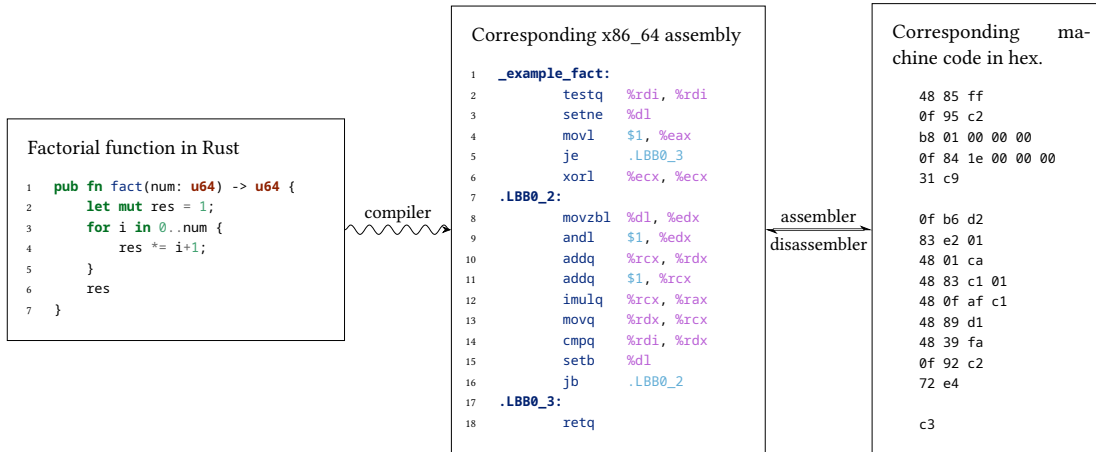 Factorial function in Rust
1 pub fn fact(num: u64) -> u64 {
2     let mut res = 1;
3     for i in 0..num {
4         res *= i+1;
5     }
6     res
7 }
compiler
Corresponding x86_64 assembly
1 _example_fact:
2         testq   %rdi, %rdi
3         setne   %dl
4         movl    $1, %eax
5         je      .LBB0_3
6         xorl    %ecx, %ecx
7 .LBB0_2:
8         movzbl  %dl, %edx
9         andl    $1, %edx
10         addq    %rcx, %rdx
11         addq    $1, %rcx
12         imulq   %rcx, %rax
13         movq    %rdx, %rcx
14         cmpq    %rdi, %rdx
15         setb    %dl
16         jb      .LBB0_2
17 .LBB0_3:
18         retq
assembler
disassembler
Corresponding ma-
chine code in hex.
48 85 ff
0f 95 c2
b8 01 00 00 00
0f 84 1e 00 00 00
31 c9
0f b6 d2
83 e2 01
48 01 ca
48 83 c1 01
48 0f af c1
48 89 d1
48 39 fa
0f 92 c2
72 e4
c3